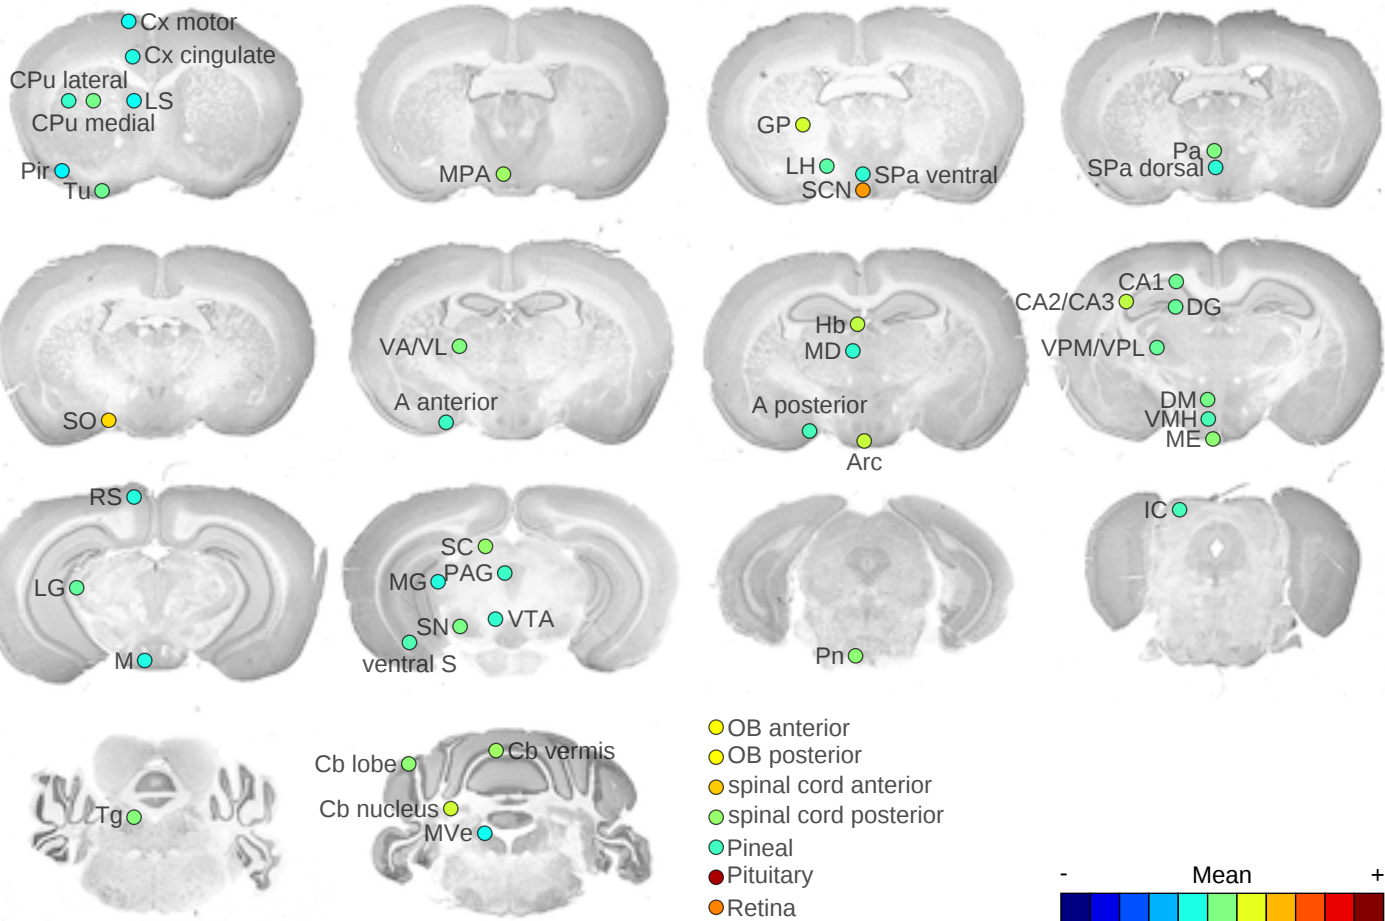 Cx motor
Cx cingulate
CPu lateral
LS
CPu medial
Pir
Tu
MPA
GP
LH
SPa ventral
SCN
Pa
SPa dorsal
SO
VA/VL
A anterior
Hb
MD
A posterior
Arc
CA1
CA2/CA3
DG
VPM/VPL
DM
VMH
ME
RS
LG
M
SC
MG
PAG
SN
VTA
ventral S
Pn
IC
Tg
Cb lobe
Cb vermis
Cb nucleus
MVe
OB anterior
OB posterior
spinal cord anterior
spinal cord posterior
Pineal
Pituitary
Retina
- Mean +